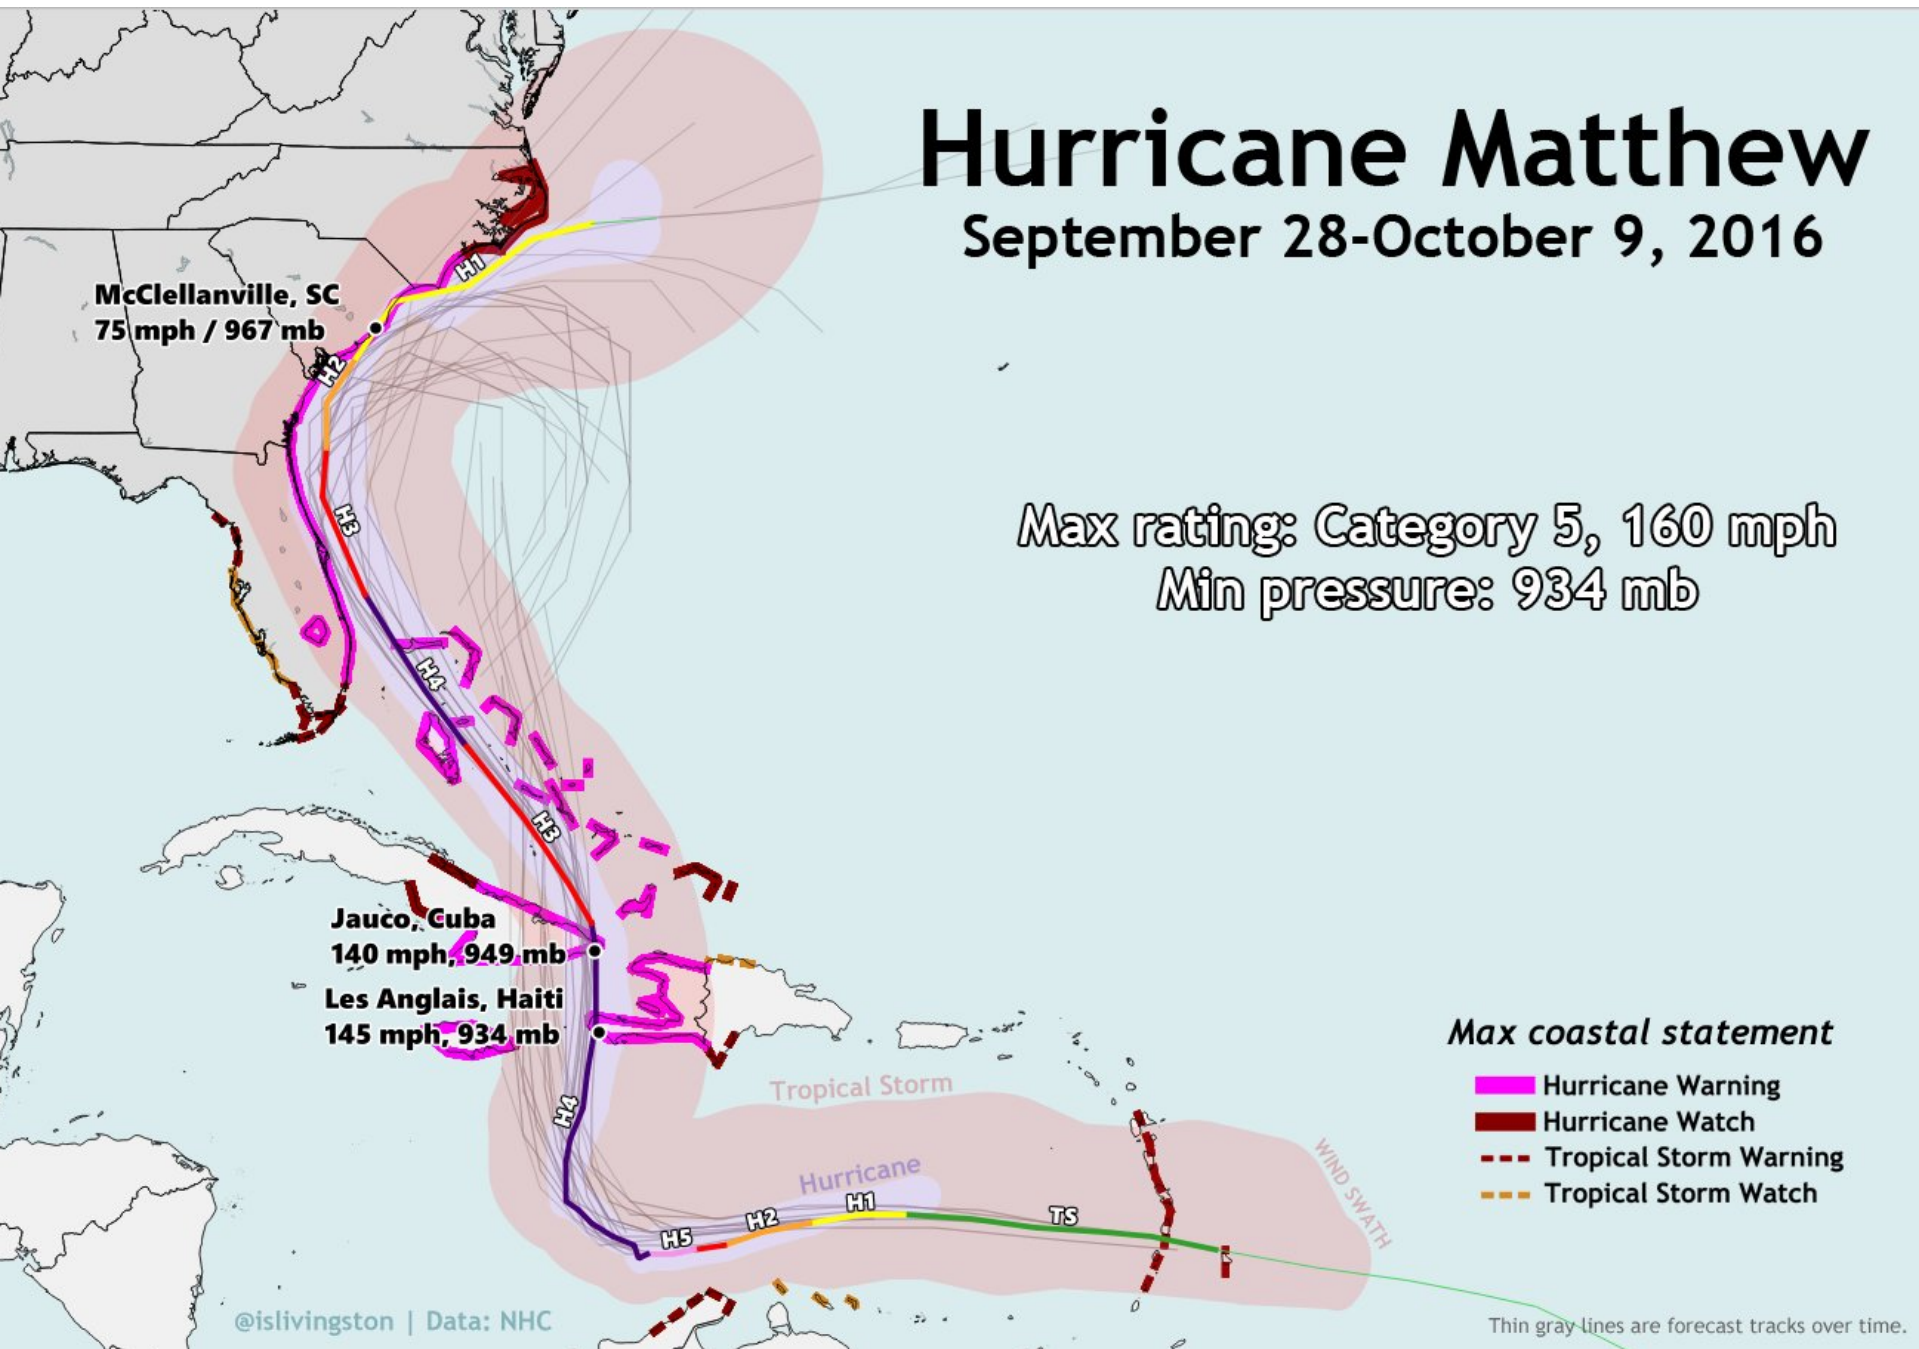 Hurricane Matthew
September 28-October 9, 2016
H1
McClellanville, SC
75 mph / 967 mb
H2
H3
Max rating: Category 5, 160 mph
Min pressure: 934 mb
H4
H3
Jauco, Cuba
140 mph, 949 mb
Les Anglais, Haiti
145 mph, 934 mb
Max coastal statement
Hurricane Warning
Hurricane Watch
Tropical Storm Warning
Tropical Storm Watch
Tropical Storm
H4
Hurricane
WIND SWATH
H5
H2
H1
TS
@islivingston | Data: NHC
Thin gray lines are forecast tracks over time.